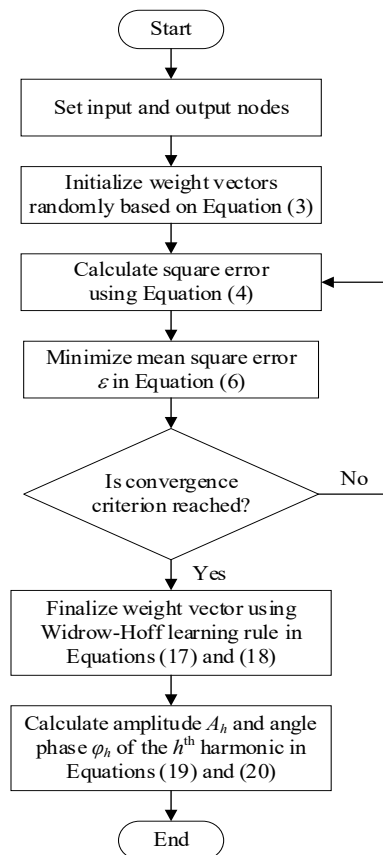 Start
Set input and output nodes
Initialize weight vectors
randomly based on Equation (3)
Calculate square error
using Equation (4)
Minimize mean square error
ε in Equation (6)
Is convergence
criterion reached?
No
Yes
Finalize weight vector using
Widrow-Hoff learning rule in
Equations (17) and (18)
Calculate amplitude Aₕ and angle
phase φₕ of the hᵗʰ harmonic in
Equations (19) and (20)
End